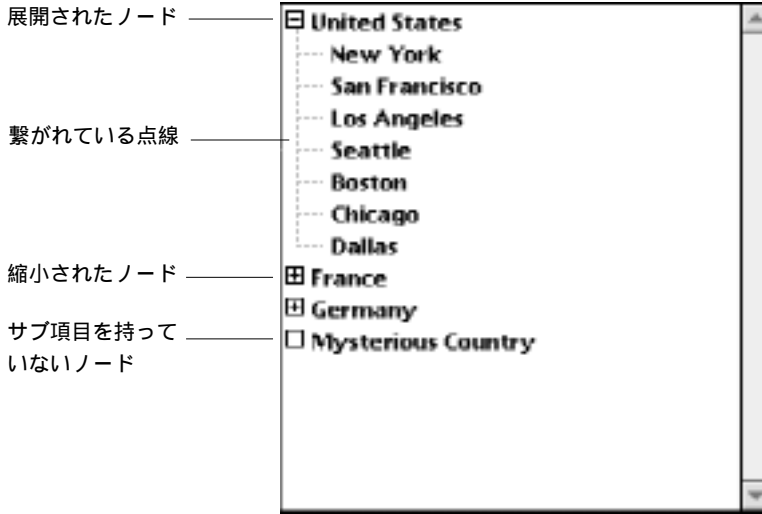 展開されたノード
United States
New York
San Francisco
Los Angeles
繋がれている点線
Seattle
Boston
Chicago
Dallas
縮小されたノード
France
Germany
サブ項目を持って
いないノード
Mysterious Country